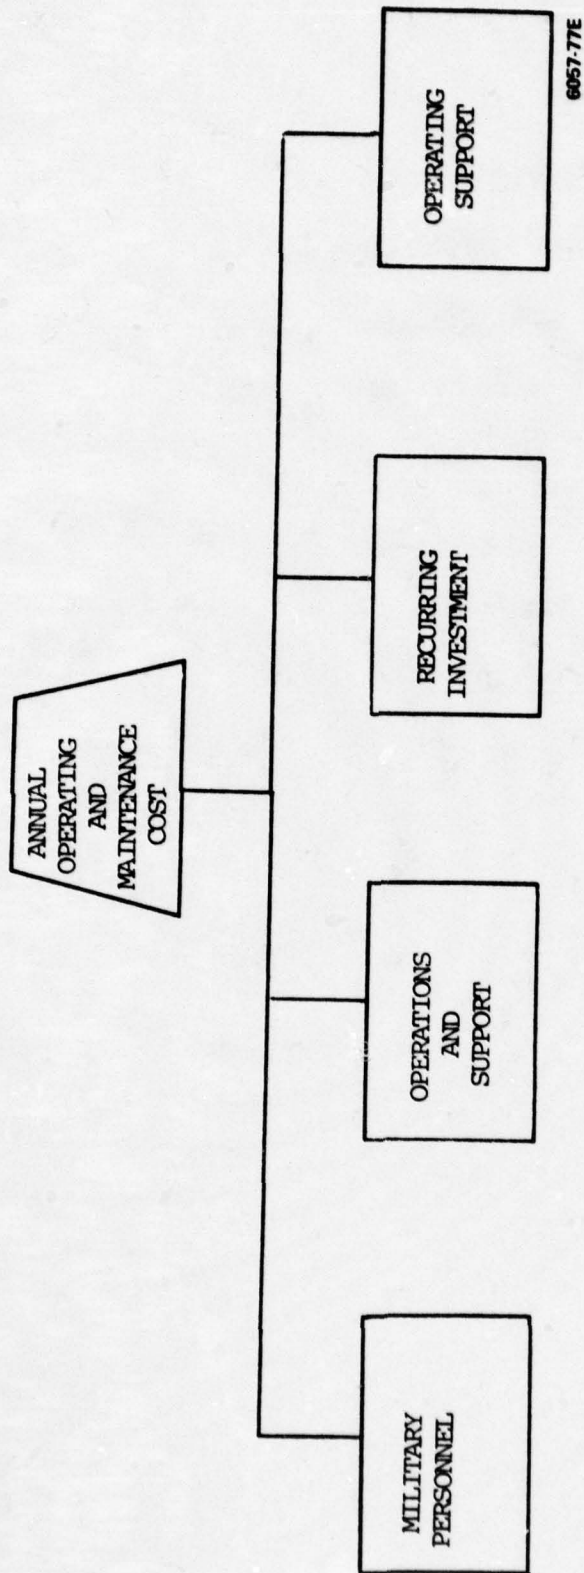 ANNUAL
OPERATING
AND
MAINTENANCE
COST
MILITARY
PERSONNEL
OPERATIONS
AND
SUPPORT
RECURRING
INVESTMENT
OPERATING
SUPPORT
6057-77E